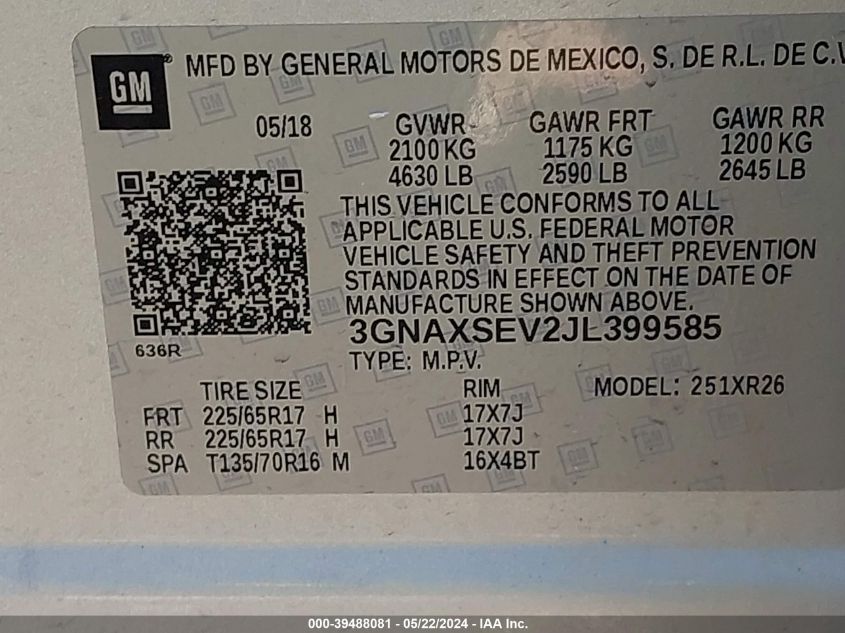 GM® MFD BY GENERAL MOTORS DE MEXICO, S. DE R.L. DE C.V
05/18 GVWR GAWR FRT GAWR RR
2100 KG 1175 KG 1200 KG
4630 LB 2590 LB 2645 LB
THIS VEHICLE CONFORMS TO ALL
APPLICABLE U.S. FEDERAL MOTOR
VEHICLE SAFETY AND THEFT PREVENTION
STANDARDS IN EFFECT ON THE DATE OF
MANUFACTURE SHOWN ABOVE.
3GNAXSEV2JL399585
636R
TYPE: M.P.V.
TIRE SIZE RIM MODEL: 251XR26
FRT 225/65R17 H 17X7J
RR 225/65R17 H 17X7J
SPA T135/70R16 M 16X4BT
000-39488081 - 05/22/2024 - IAA Inc.